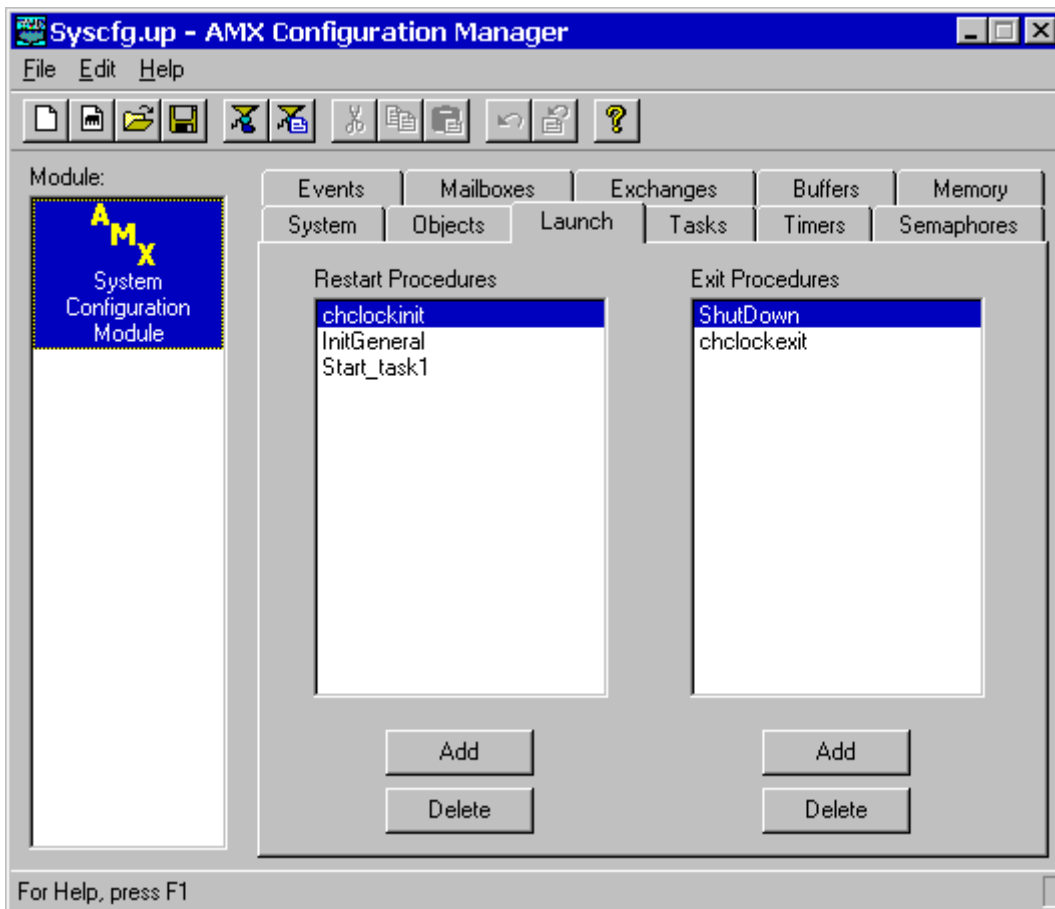 Syscfg.up - AMX Configuration Manager
File Edit Help
Module:
AMX
System
Configuration
Module
Events Mailboxes Exchanges Buffers Memory
System Objects Launch Tasks Timers Semaphores
Restart Procedures
chclockinit
InitGeneral
Start_task1
Add
Delete
Exit Procedures
ShutDown
chclockexit
Add
Delete
For Help, press F1